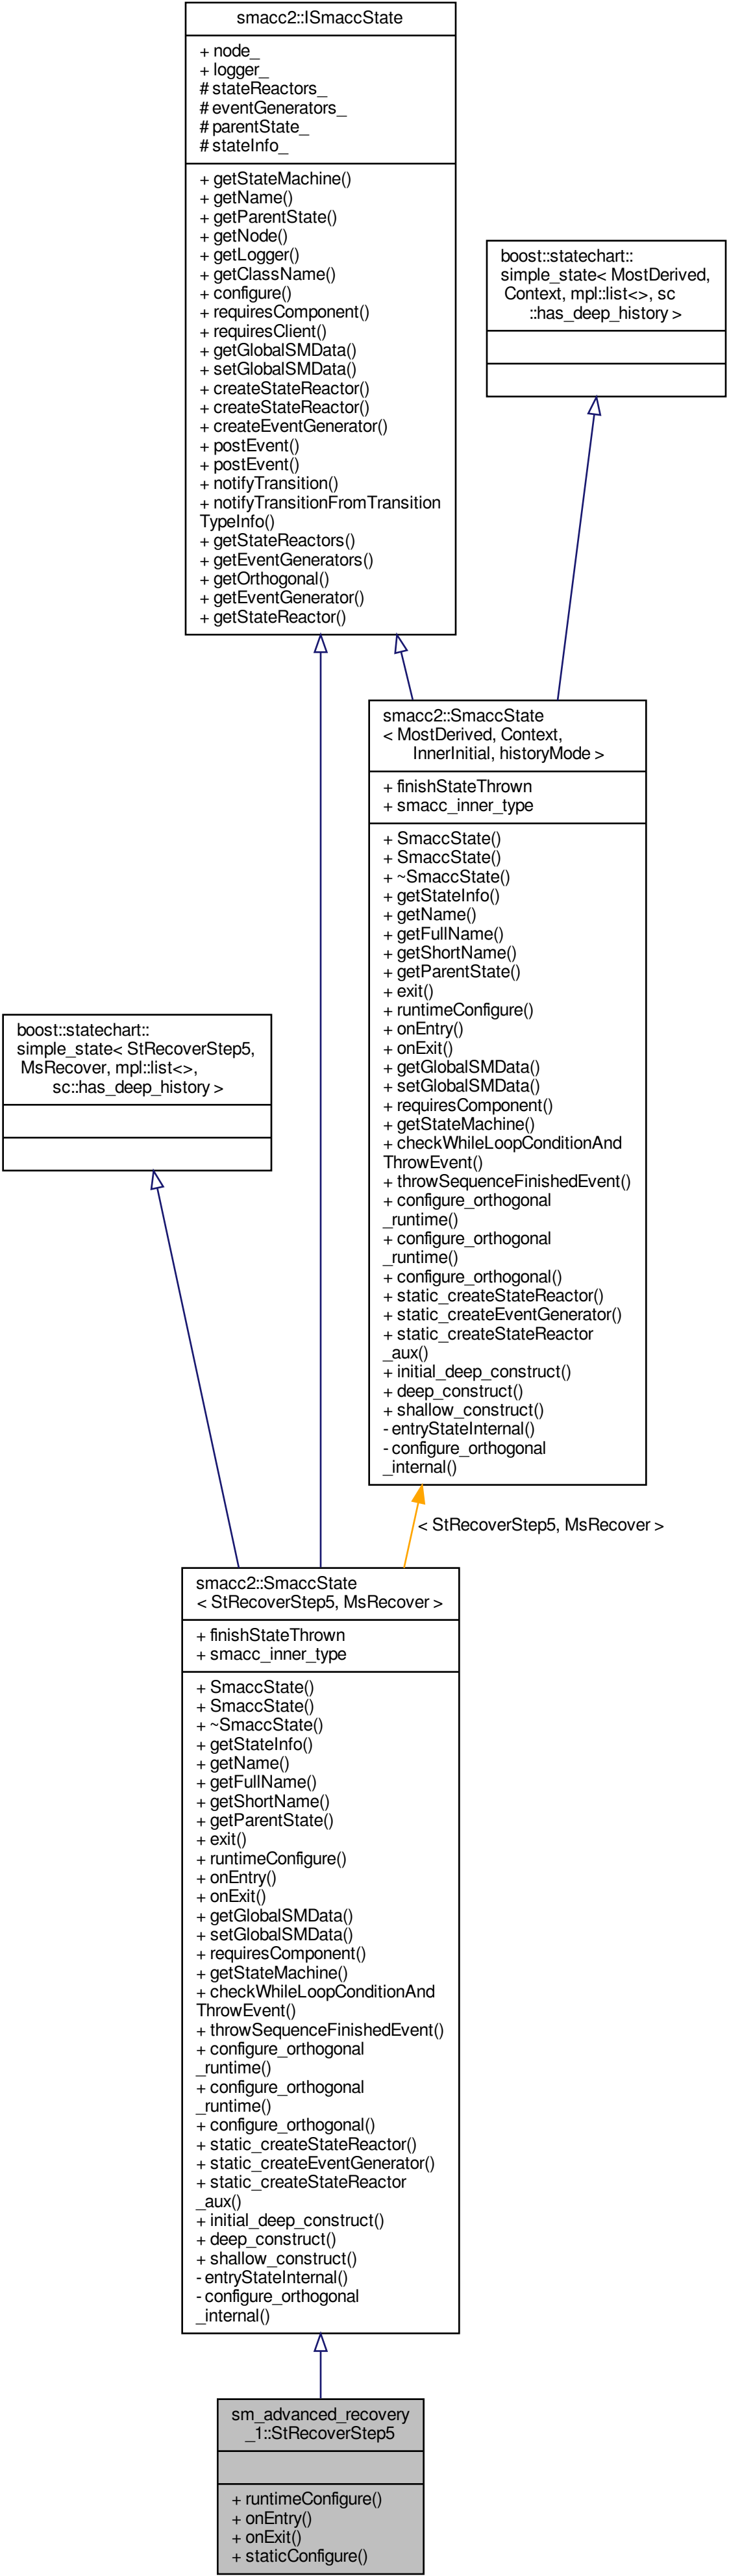 smacc2::ISmaccState
+ node_
+ logger_
# stateReactors_
# eventGenerators_
# parentState_
# stateInfo_
+ getStateMachine()
+ getName()
+ getParentState()
+ getNode()
+ getLogger()
+ getClassName()
+ configure()
+ requiresComponent()
+ requiresClient()
+ getGlobalSMData()
+ setGlobalSMData()
+ createStateReactor()
+ createStateReactor()
+ createEventGenerator()
+ postEvent()
+ postEvent()
+ notifyTransition()
+ notifyTransitionFromTransition
TypeInfo()
+ getStateReactors()
+ getEventGenerators()
+ getOrthogonal()
+ getEventGenerator()
+ getStateReactor()
boost::statechart::
simple_state< MostDerived,
Context, mpl::list<>, sc
::has_deep_history >
smacc2::SmaccState
< MostDerived, Context,
InnerInitial, historyMode >
+ finishStateThrown
+ smacc_inner_type
+ SmaccState()
+ SmaccState()
+ ~SmaccState()
+ getStateInfo()
+ getName()
+ getFullName()
+ getShortName()
+ getParentState()
+ exit()
+ runtimeConfigure()
+ onEntry()
+ onExit()
+ getGlobalSMData()
+ setGlobalSMData()
+ requiresComponent()
+ getStateMachine()
+ checkWhileLoopConditionAnd
ThrowEvent()
+ throwSequenceFinishedEvent()
+ configure_orthogonal
_runtime()
+ configure_orthogonal
_runtime()
+ configure_orthogonal()
+ static_createStateReactor()
+ static_createEventGenerator()
+ static_createStateReactor
_aux()
+ initial_deep_construct()
+ deep_construct()
+ shallow_construct()
- entryStateInternal()
- configure_orthogonal
_internal()
boost::statechart::
simple_state< StRecoverStep5,
MsRecover, mpl::list<>,
sc::has_deep_history >
< StRecoverStep5, MsRecover >
smacc2::SmaccState
< StRecoverStep5, MsRecover >
+ finishStateThrown
+ smacc_inner_type
+ SmaccState()
+ SmaccState()
+ ~SmaccState()
+ getStateInfo()
+ getName()
+ getFullName()
+ getShortName()
+ getParentState()
+ exit()
+ runtimeConfigure()
+ onEntry()
+ onExit()
+ getGlobalSMData()
+ setGlobalSMData()
+ requiresComponent()
+ getStateMachine()
+ checkWhileLoopConditionAnd
ThrowEvent()
+ throwSequenceFinishedEvent()
+ configure_orthogonal
_runtime()
+ configure_orthogonal
_runtime()
+ configure_orthogonal()
+ static_createStateReactor()
+ static_createEventGenerator()
+ static_createStateReactor
_aux()
+ initial_deep_construct()
+ deep_construct()
+ shallow_construct()
- entryStateInternal()
- configure_orthogonal
_internal()
sm_advanced_recovery
_1::StRecoverStep5
+ runtimeConfigure()
+ onEntry()
+ onExit()
+ staticConfigure()